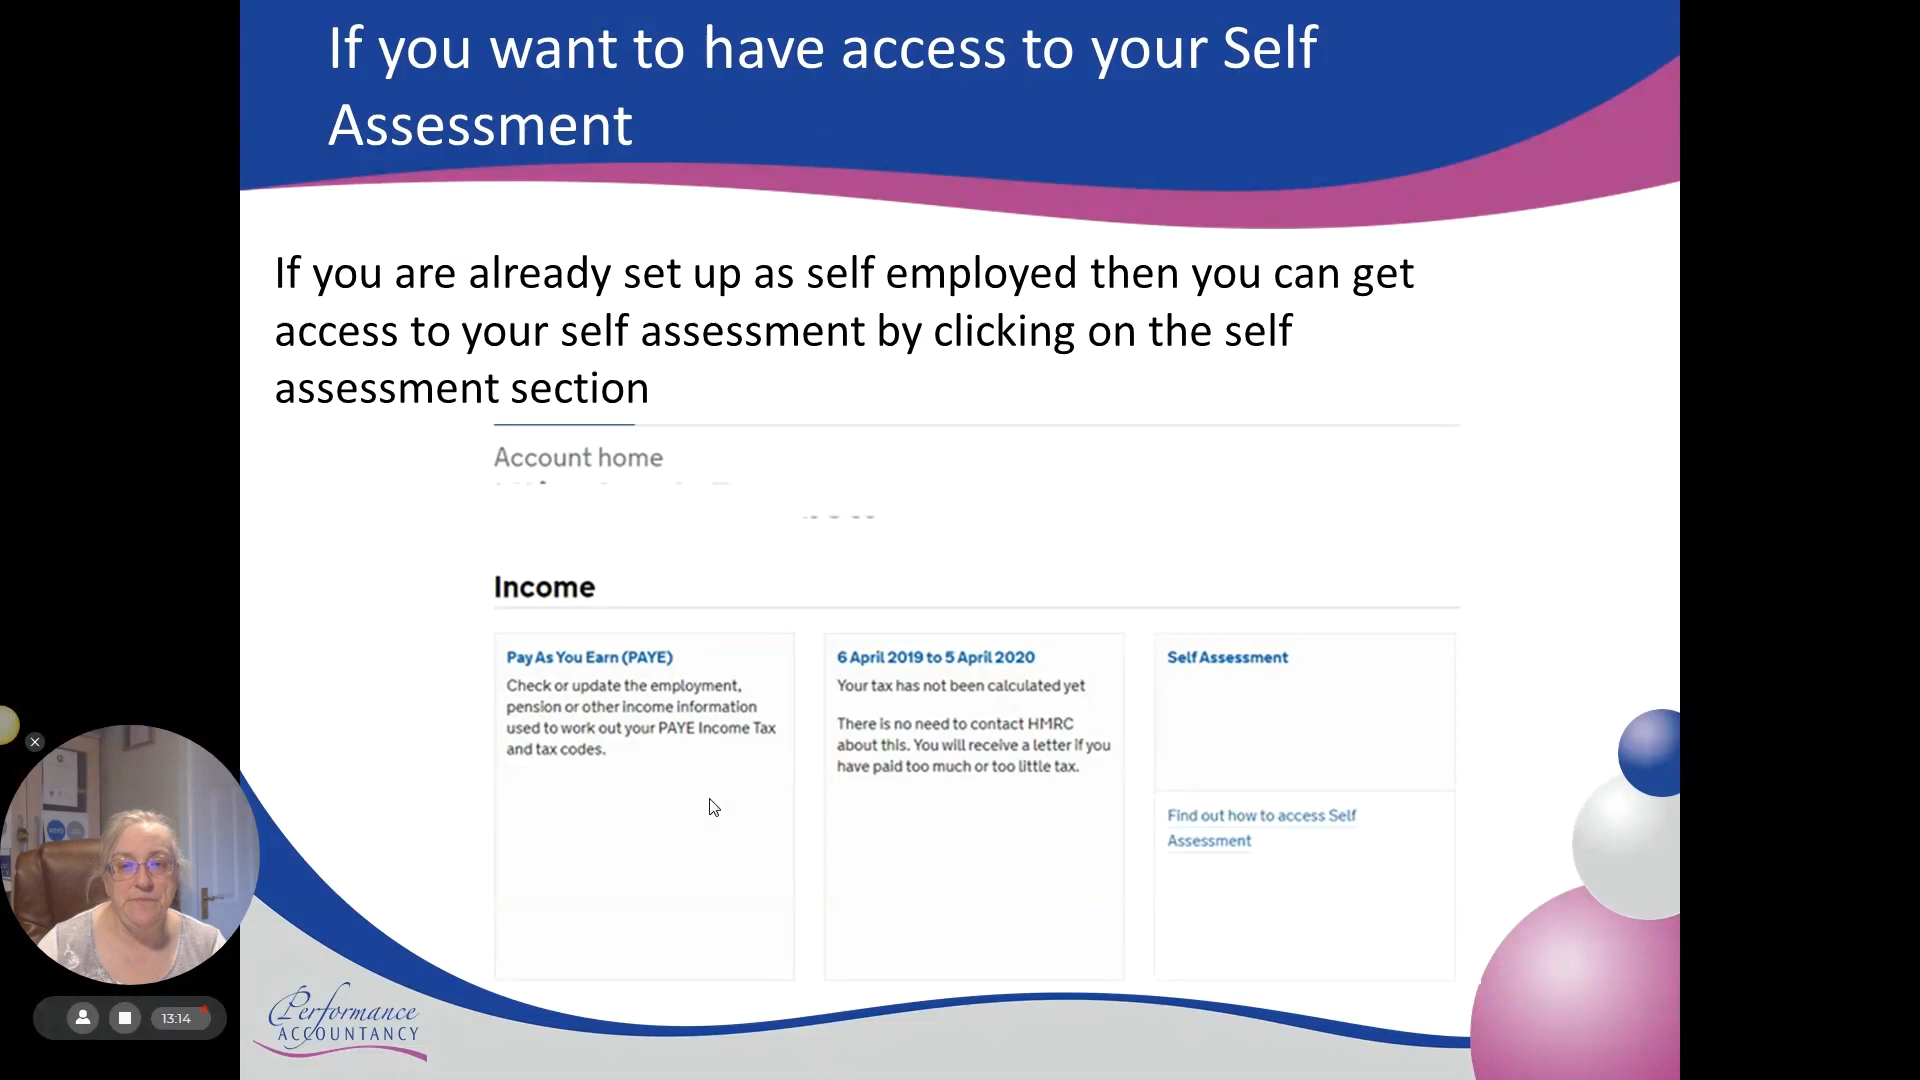 If you want to have access to your Self
Assessment
If you are already set up as self employed then you can get
access to your self assessment by clicking on the self
assessment section
Account home
Income
Pay As You Earn (PAYE)
Check or update the employment,
pension or other income information
used to work out your PAYE Income Tax
and tax codes.
6 April 2019 to 5 April 2020
Your tax has not been calculated yet
There is no need to contact HMRC
about this. You will receive a letter if you
have paid too much or too little tax.
Self Assessment
Find out how to access Self
Assessment
13:14
Performance
ACCOUNTANCY